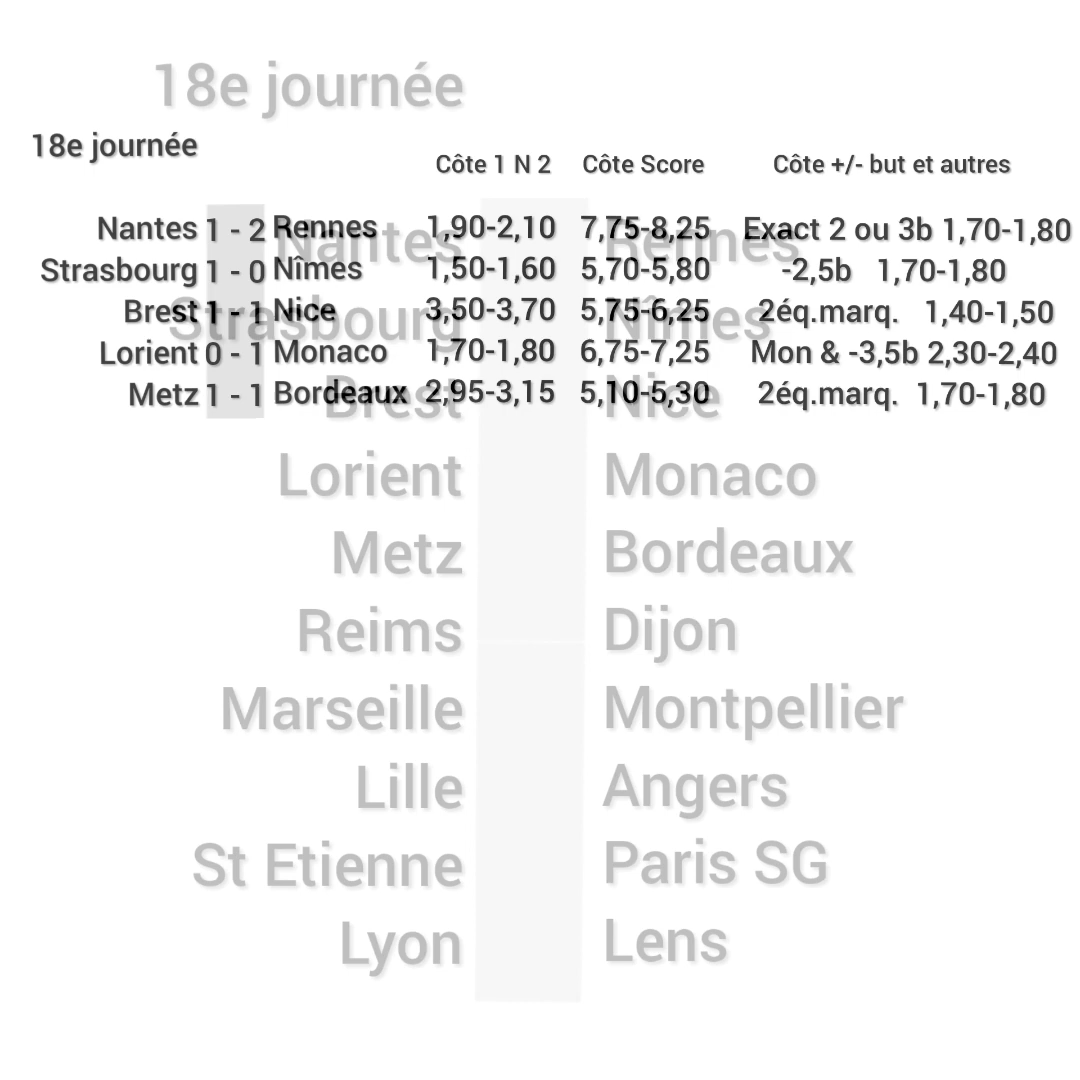 18e journée
18e journée
Côte 1 N 2 Côte Score Côte +/- but et autres
Nantes 1 - 2 Rennes 1,90-2,10 7,75-8,25 Exact 2 ou 3b 1,70-1,80
Nantes Rennes
Strasbourg 1 - 0 Nîmes 1,50-1,60 5,70-5,80 -2,5b 1,70-1,80
Brest 1 - 1 Nice 3,50-3,70 5,75-6,25 2éq.marq. 1,40-1,50
Strasbourg Nîmes
Lorient 0 - 1 Monaco 1,70-1,80 6,75-7,25 Mon & -3,5b 2,30-2,40
Metz 1 - 1 Bordeaux 2,95-3,15 5,10-5,30 2éq.marq. 1,70-1,80
Brest Nice
Lorient Monaco
Metz Bordeaux
Reims Dijon
Marseille Montpellier
Lille Angers
St Etienne Paris SG
Lyon Lens